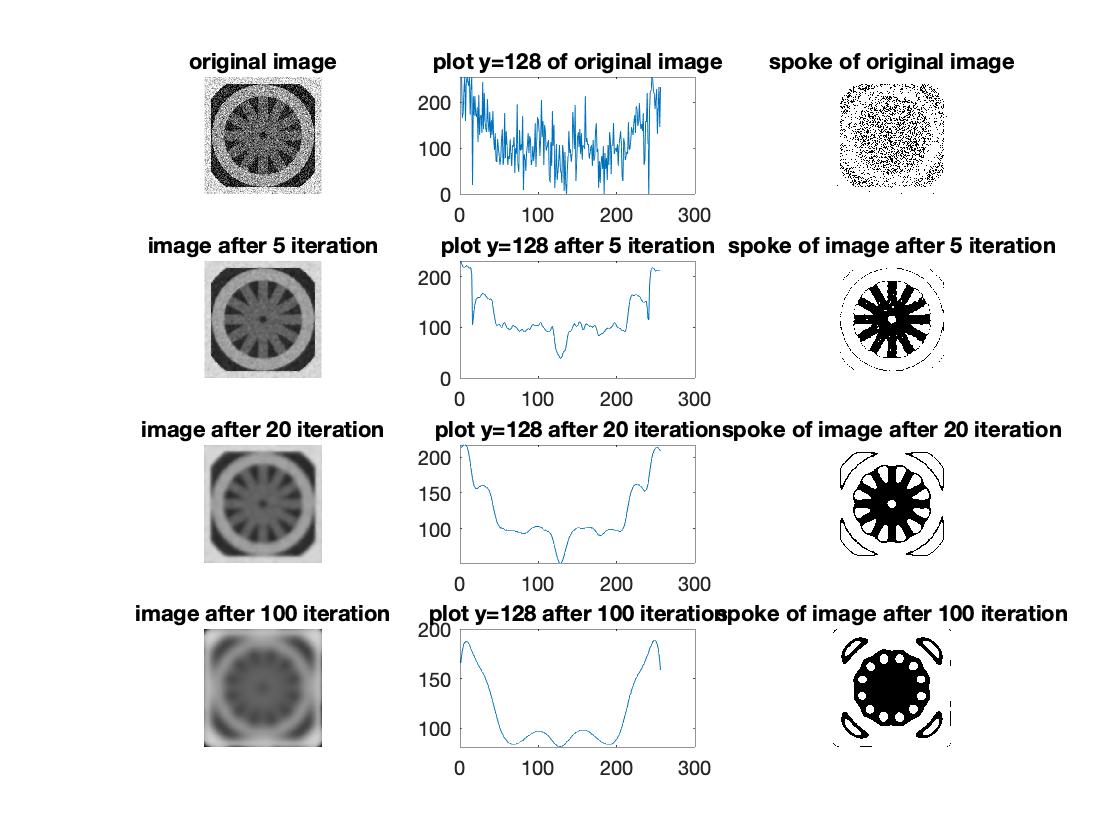 original image
plot y=128 of original image
spoke of original image
200
100
0
0
100
200
300
image after 5 iteration
plot y=128 after 5 iteration
spoke of image after 5 iteration
200
100
0
0
100
200
300
image after 20 iteration
plot y=128 after 20 iteration
spoke of image after 20 iteration
200
150
100
0
100
200
300
image after 100 iteration
plot y=128 after 100 iteration
spoke of image after 100 iteration
200
150
100
0
100
200
300